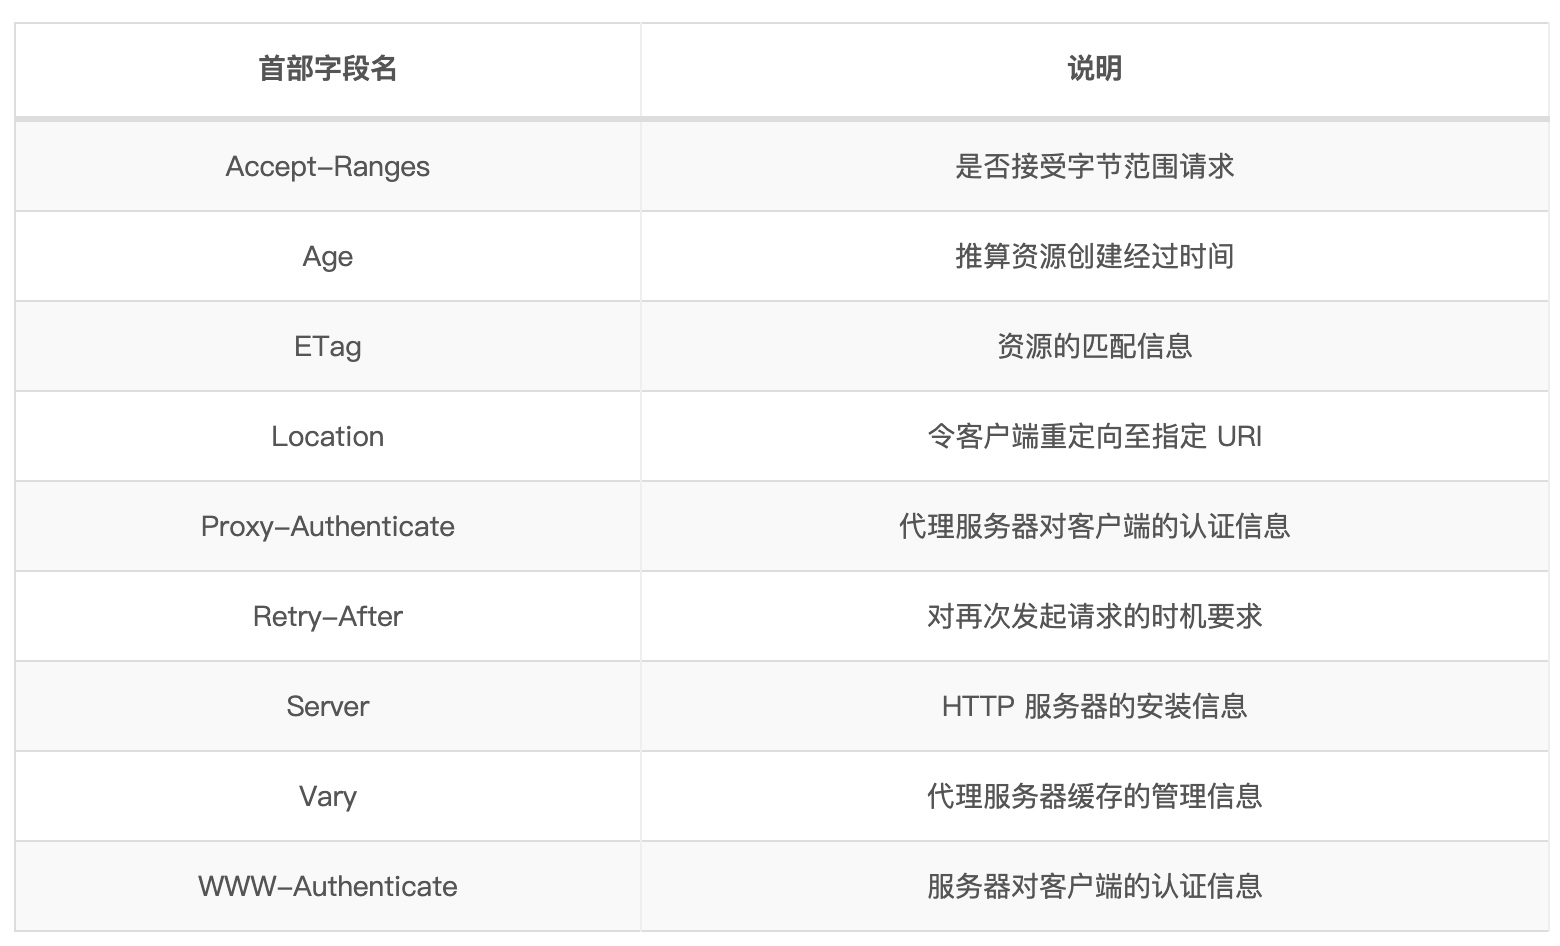 首部字段名 说明
Accept-Ranges 是否接受字节范围请求
Age 推算资源创建经过时间
ETag 资源的匹配信息
Location 令客户端重定向至指定 URI
Proxy-Authenticate 代理服务器对客户端的认证信息
Retry-After 对再次发起请求的时机要求
Server HTTP 服务器的安装信息
Vary 代理服务器缓存的管理信息
WWW-Authenticate 服务器对客户端的认证信息